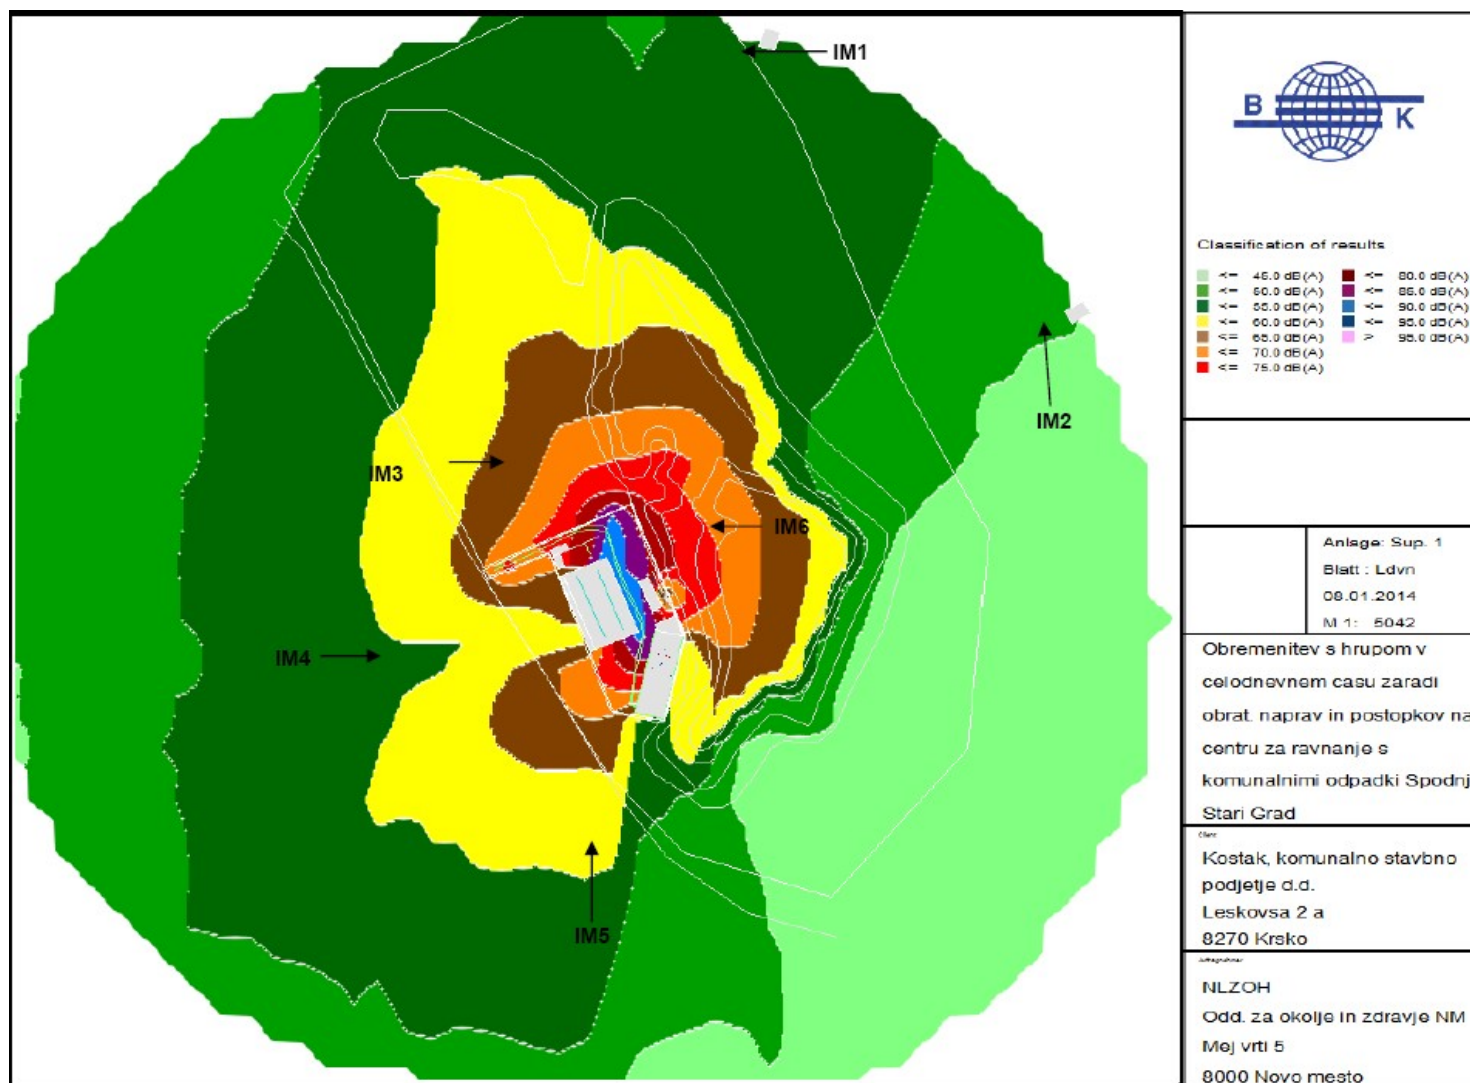 IM1
IM2
IM3
IM6
IM4
IM5
B
K
Classification of results
<= 45.0 dB(A)
<= 50.0 dB(A)
<= 55.0 dB(A)
<= 60.0 dB(A)
<= 65.0 dB(A)
<= 70.0 dB(A)
<= 75.0 dB(A)
<= 80.0 dB(A)
<= 85.0 dB(A)
<= 90.0 dB(A)
<= 95.0 dB(A)
> 95.0 dB(A)
Anlage: Sup. 1
Blatt : Ldvn
08.01.2014
M 1: 5042
Obremenitev s hrupom v
celodnevnem casu zaradi
obrat. naprav in postopkov na
centru za ravnanje s
komunalnimi odpadki Spodnj
Stari Grad
Kostak, komunalno stavbno
podjetje d.d.
Leskovsa 2 a
8270 Krsko
NLZOH
Odd. za okolje in zdravje NM
Mej vrti 5
8000 Novo mesto